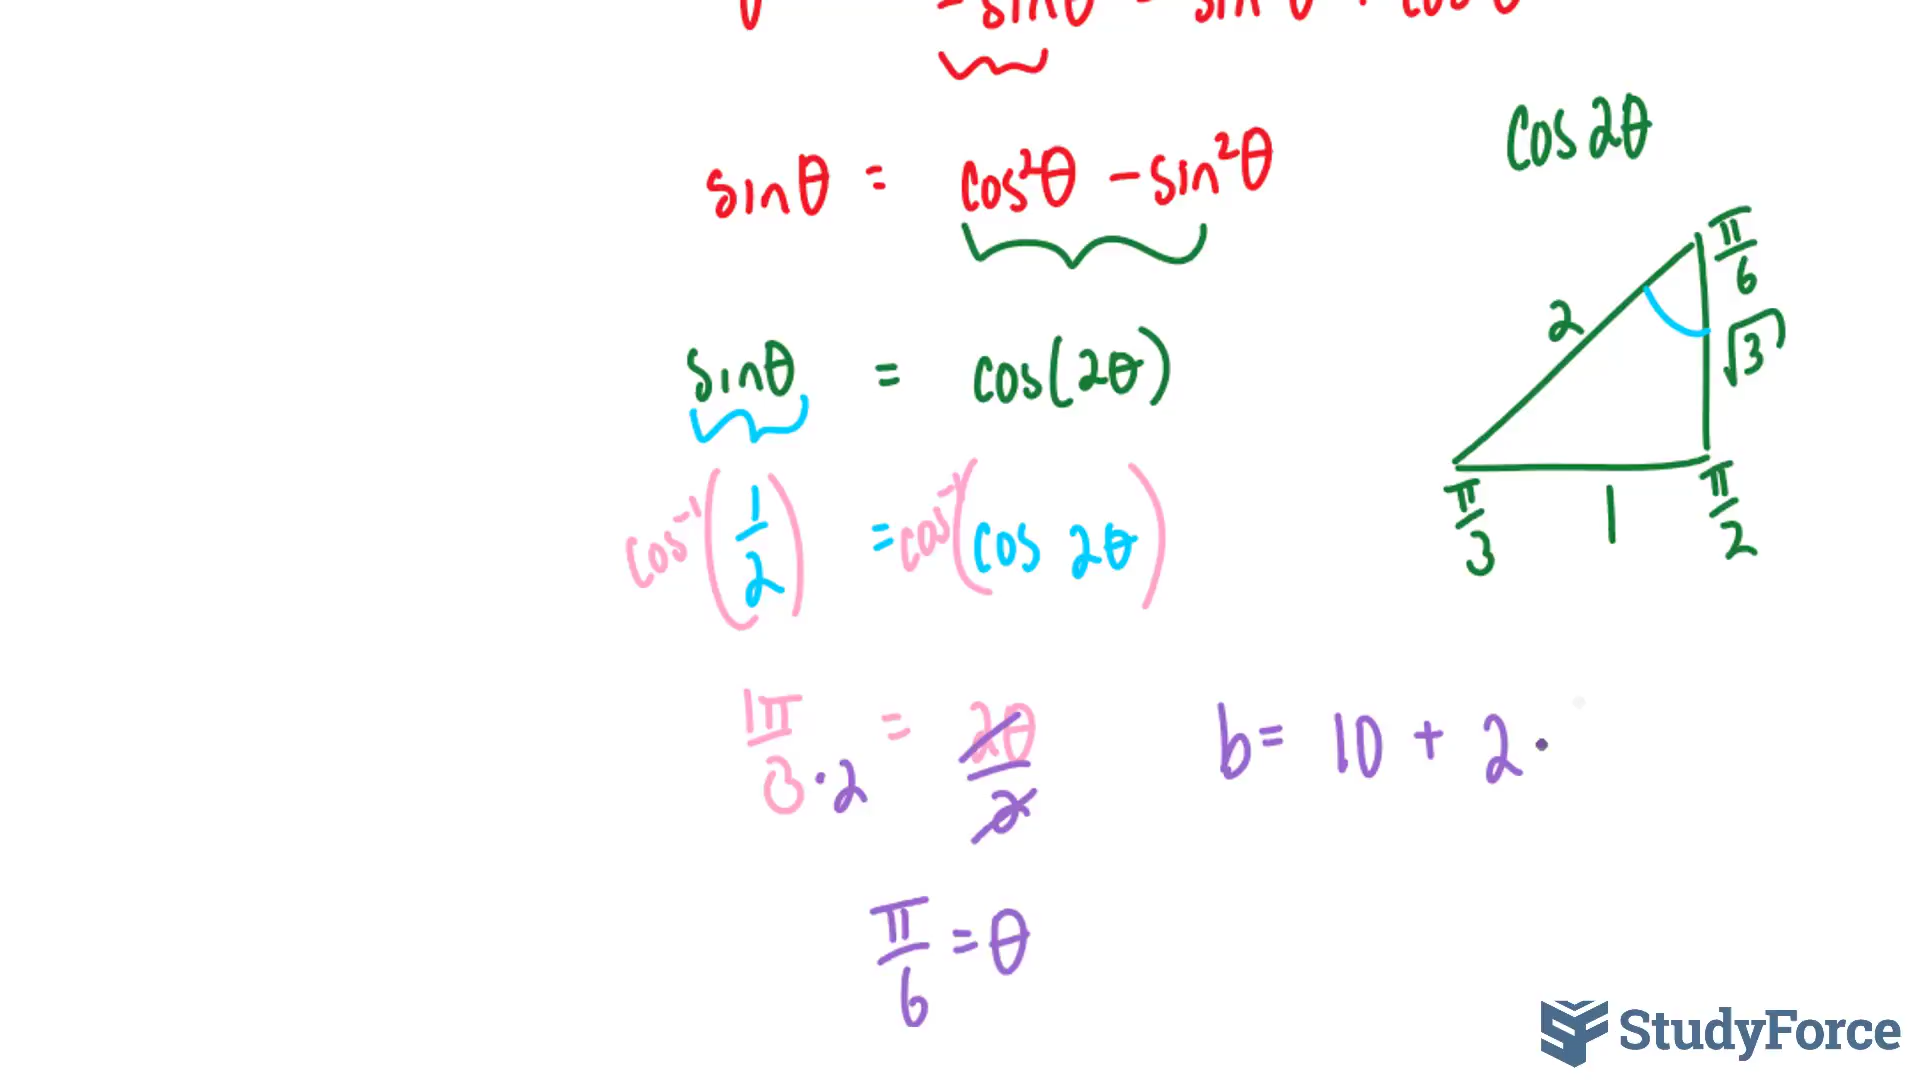 sinθ = cos²θ - sin²θ
cos 2θ
sinθ = cos(2θ)
2
π/6
√3
π/3
1
π/2
cos⁻¹(1/2) = cos⁻¹(cos 2θ)
1π/3·2 = 2θ/2
b = 10 + 2 ·
π/6 = θ
StudyForce